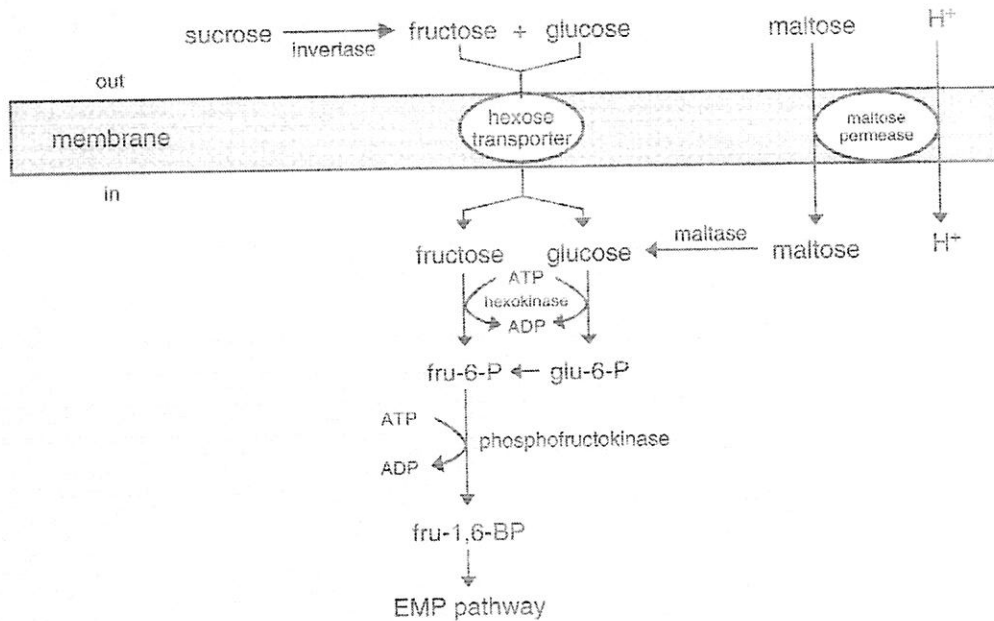 sucrose invertase fructose + glucose maltose H+
out
membrane hexose transporter maltose permease
in
fructose glucose maltase maltose H+
ATP
hexokinase
ADP
fru-6-P glu-6-P
ATP
phosphofructokinase
ADP
fru-1,6-BP
EMP pathway